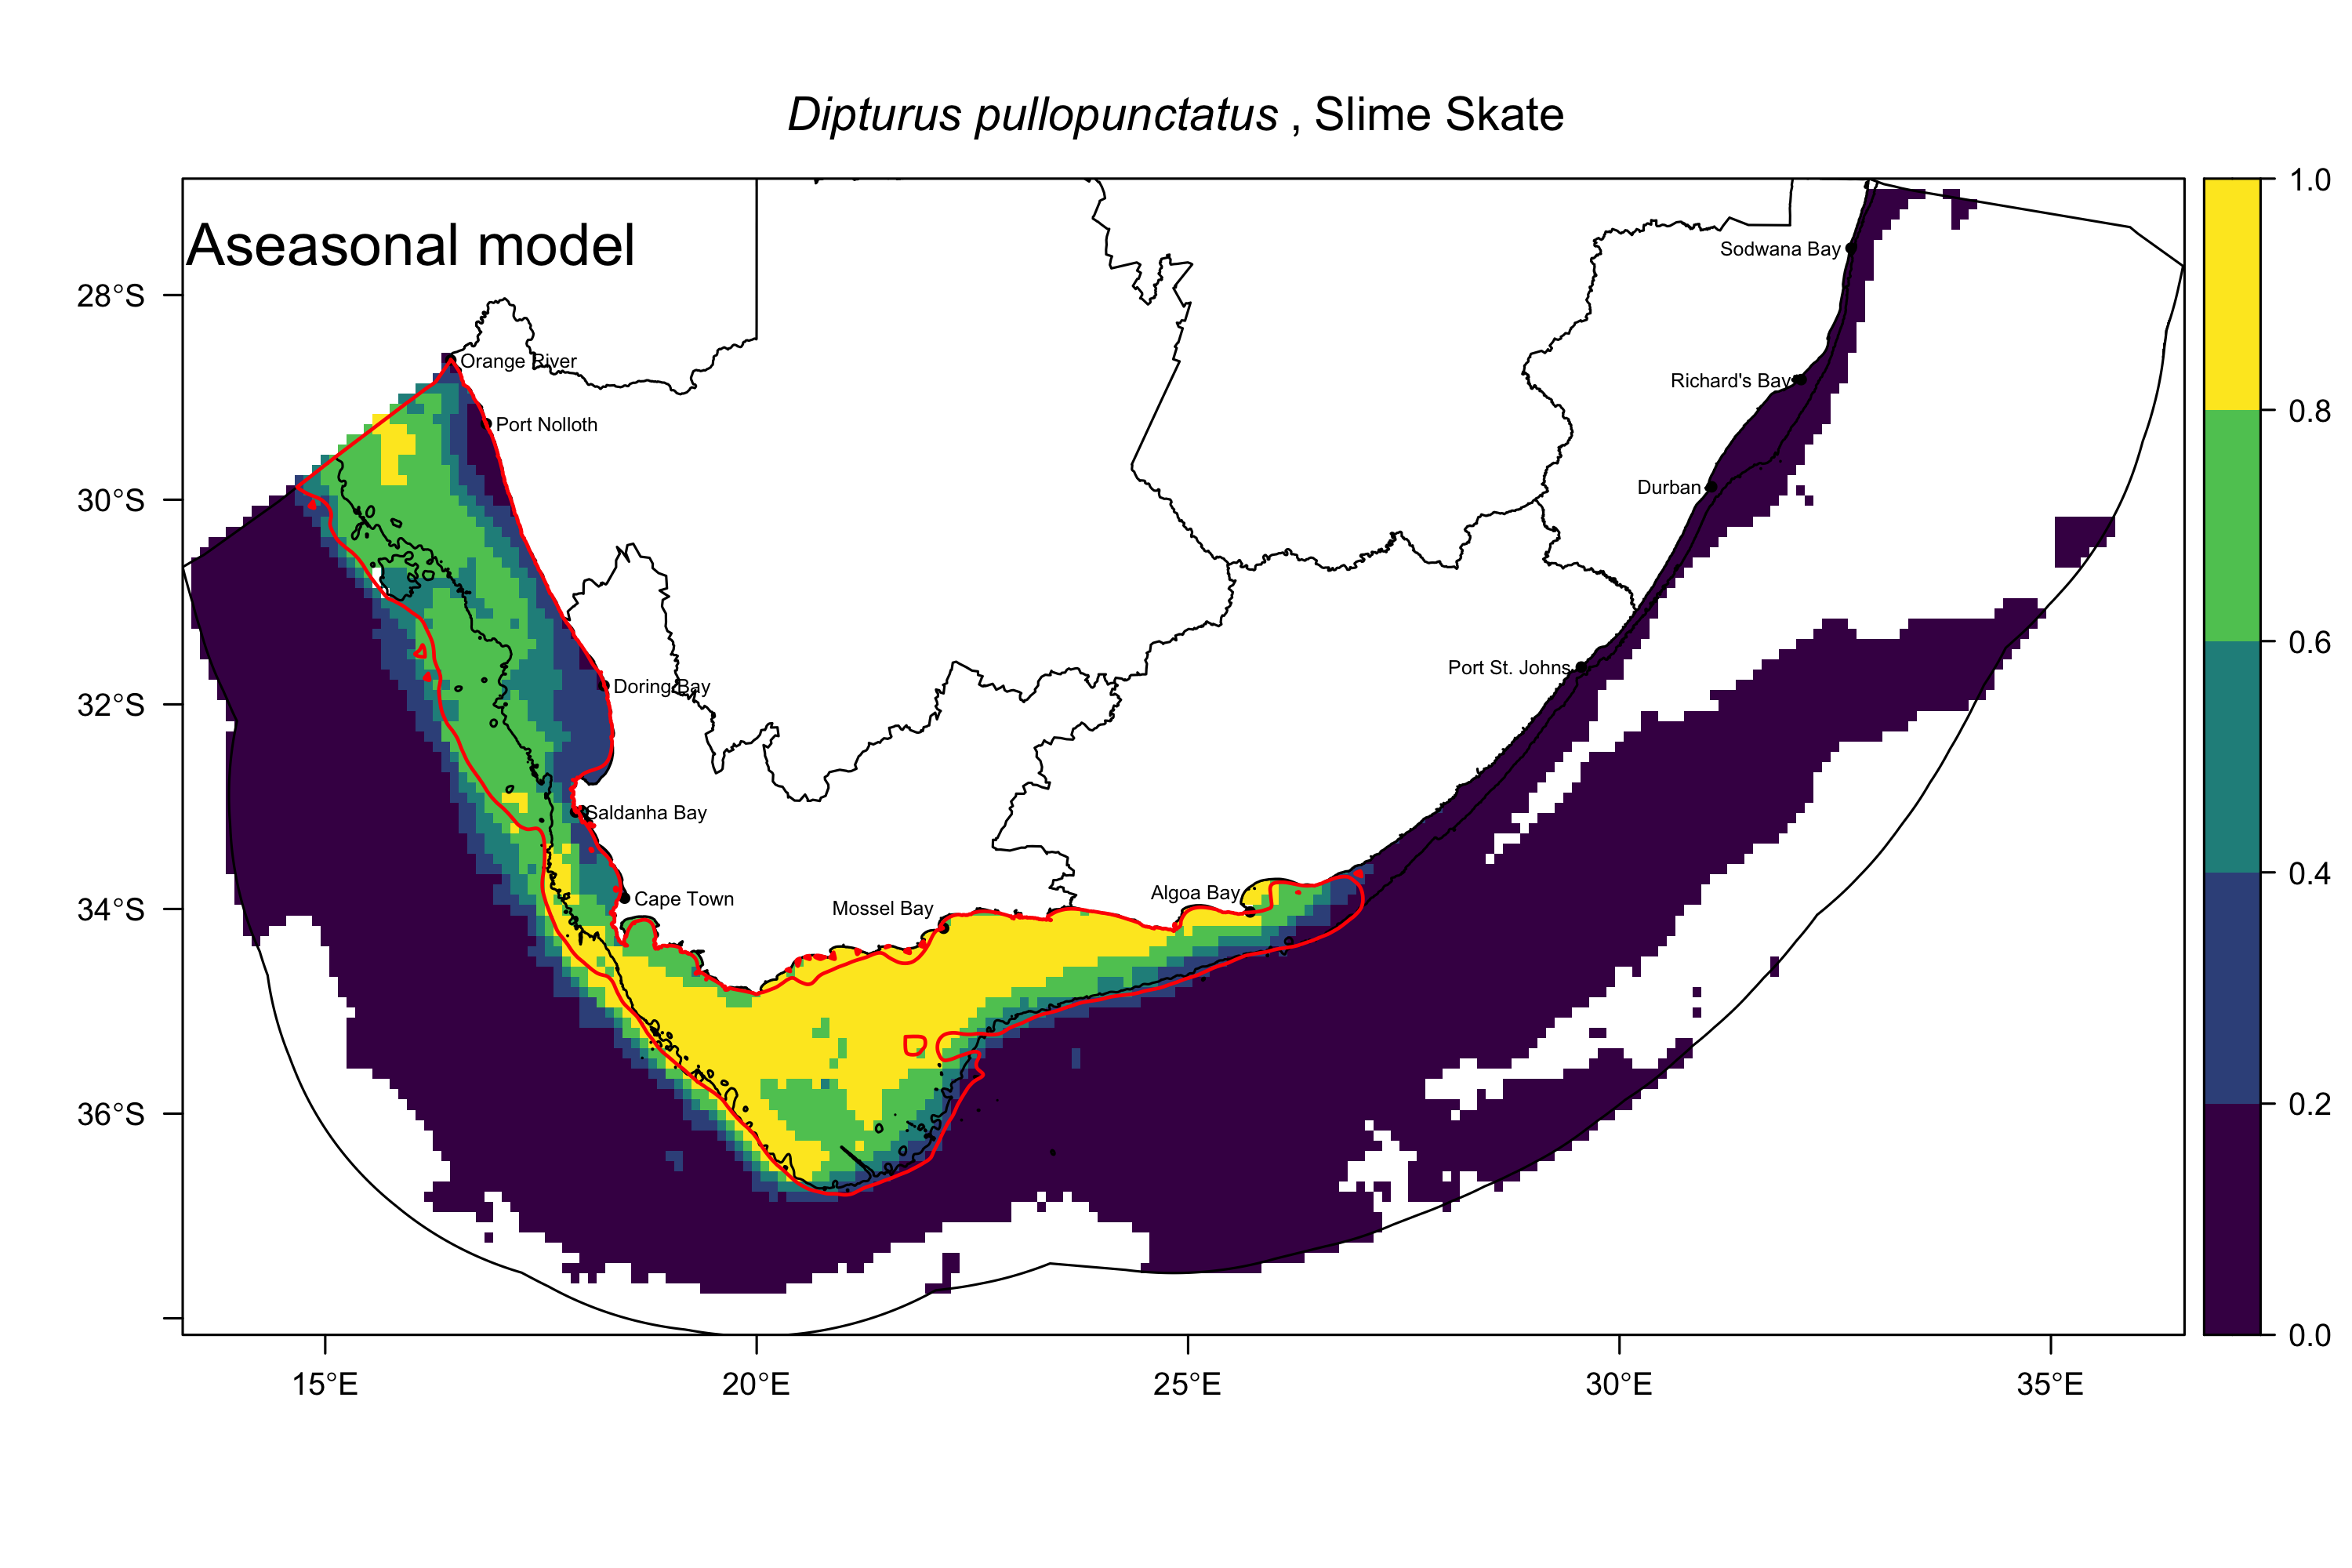 Dipturus pullopunctatus , Slime Skate
Aseasonal model
1.0
0.8
0.6
0.4
0.2
0.0
28°S
30°S
32°S
34°S
36°S
Sodwana Bay
Orange River
Richard's Bay
Port Nolloth
Durban
Port St. Johns
Doring Bay
Saldanha Bay
Algoa Bay
Cape Town
Mossel Bay
15°E
20°E
25°E
30°E
35°E